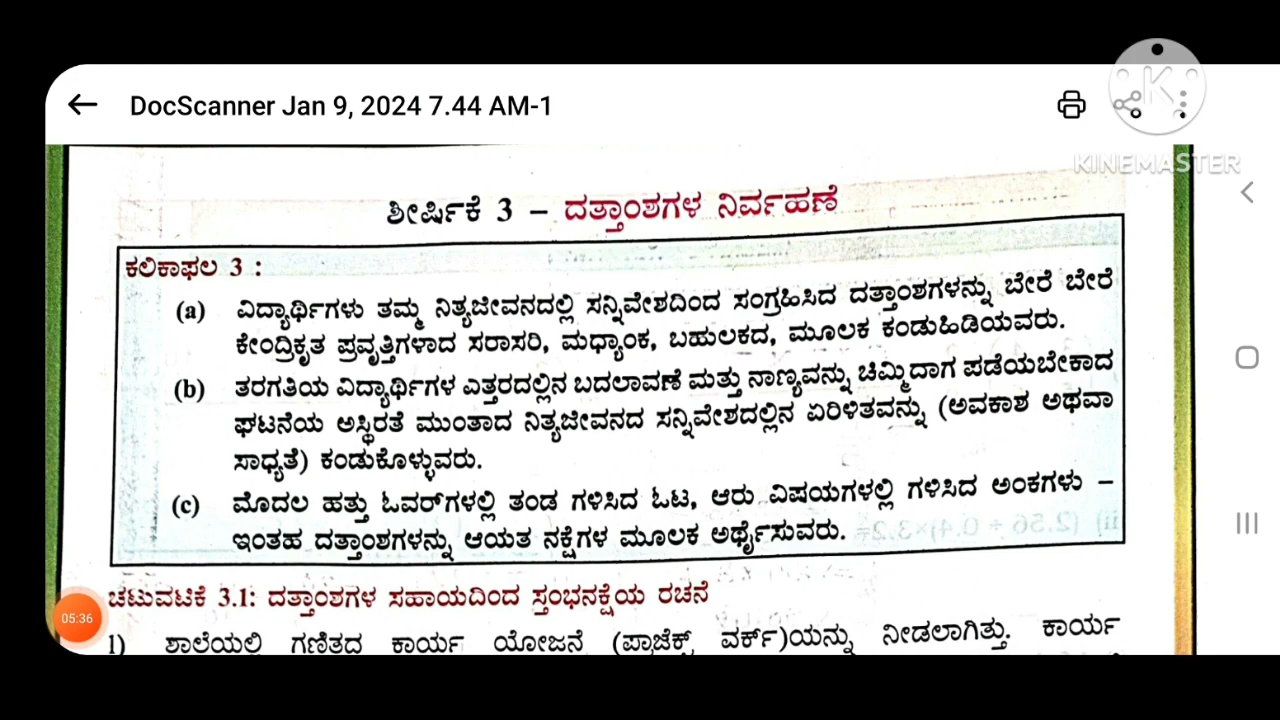 DocScanner Jan 9, 2024 7.44 AM-1
KINEMASTER
ಶೀರ್ಷಿಕೆ 3 – ದತ್ತಾಂಶಗಳ ನಿರ್ವಹಣೆ
ಕಲಿಕಾಫಲ 3 :
(a) ವಿದ್ಯಾರ್ಥಿಗಳು ತಮ್ಮ ನಿತ್ಯಜೀವನದಲ್ಲಿ ಸನ್ನಿವೇಶದಿಂದ ಸಂಗ್ರಹಿಸಿದ ದತ್ತಾಂಶಗಳನ್ನು ಬೇರೆ ಬೇರೆ
ಕೇಂದ್ರಿಕೃತ ಪ್ರವೃತ್ತಿಗಳಾದ ಸರಾಸರಿ, ಮಧ್ಯಾಂಕ, ಬಹುಲಕದ, ಮೂಲಕ ಕಂಡುಹಿಡಿಯವರು.
(b) ತರಗತಿಯ ವಿದ್ಯಾರ್ಥಿಗಳ ಎತ್ತರದಲ್ಲಿನ ಬದಲಾವಣೆ ಮತ್ತು ನಾಣ್ಯವನ್ನು ಚಿಮ್ಮಿದಾಗ ಪಡೆಯಬೇಕಾದ
ಘಟನೆಯ ಅಸ್ಥಿರತೆ ಮುಂತಾದ ನಿತ್ಯಜೀವನದ ಸನ್ನಿವೇಶದಲ್ಲಿನ ಏರಿಳಿತವನ್ನು (ಅವಕಾಶ ಅಥವಾ
ಸಾಧ್ಯತೆ) ಕಂಡುಕೊಳ್ಳುವರು.
(c) ಮೊದಲ ಹತ್ತು ಓವರ್‌ಗಳಲ್ಲಿ ತಂಡ ಗಳಿಸಿದ ಓಟ, ಆರು ವಿಷಯಗಳಲ್ಲಿ ಗಳಿಸಿದ ಅಂಕಗಳು –
ಇಂತಹ ದತ್ತಾಂಶಗಳನ್ನು ಆಯತ ನಕ್ಷೆಗಳ ಮೂಲಕ ಅರ್ಥೈಸುವರು.
ಚಟುವಟಿಕೆ 3.1: ದತ್ತಾಂಶಗಳ ಸಹಾಯದಿಂದ ಸ್ತಂಭನಕ್ಷೆಯ ರಚನೆ
05:36
1) ಶಾಲೆಯಲ್ಲಿ ಗಣಿತದ ಕಾರ್ಯ ಯೋಜನೆ (ಪ್ರಾಜೆಕ್ಟ್ ವರ್ಕ್)ಯನ್ನು ನೀಡಲಾಗಿತ್ತು. ಕಾರ್ಯ